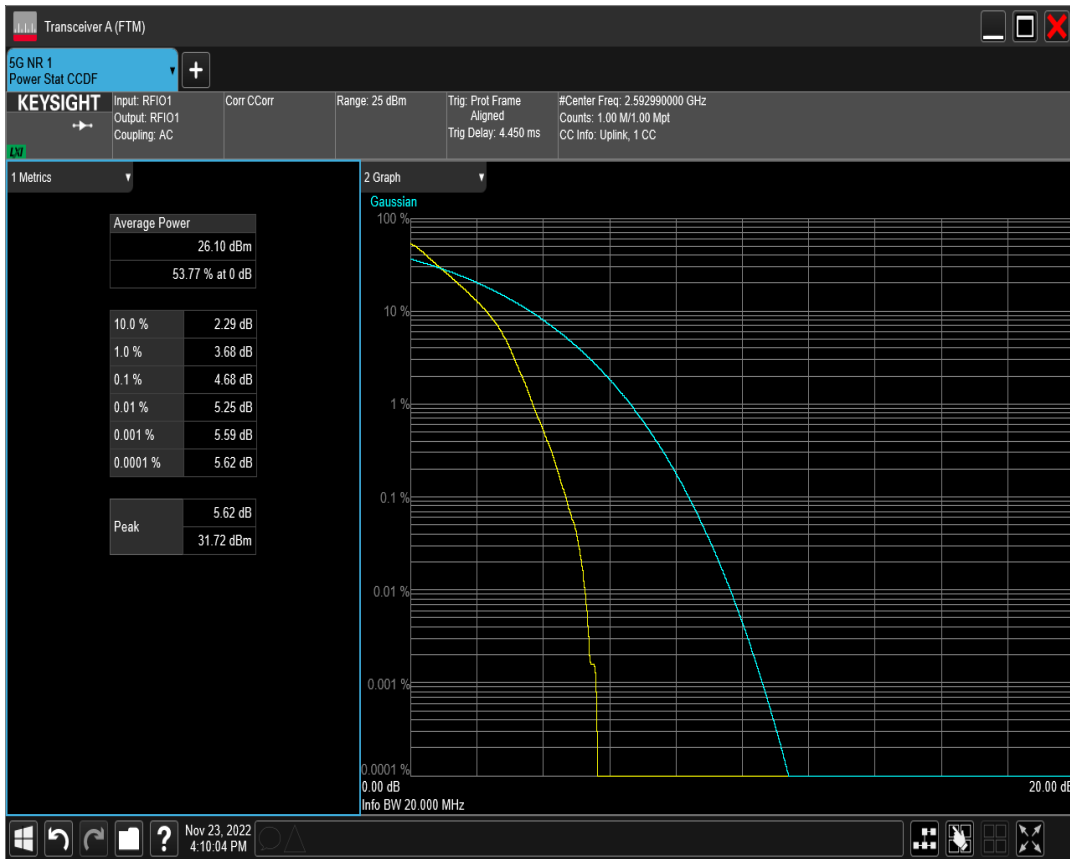 Transceiver A (FTM)
5G NR 1
Power Stat CCDF
KEYSIGHT
LXI
Input: RFIO1
Output: RFIO1
Coupling: AC
Corr CCorr
Range: 25 dBm
Trig: Prot Frame
Aligned
Trig Delay: 4.450 ms
#Center Freq: 2.592990000 GHz
Counts: 1.00 M/1.00 Mpt
CC Info: Uplink, 1 CC
1 Metrics
Average Power
26.10 dBm
53.77 % at 0 dB
10.0 % 2.29 dB
1.0 % 3.68 dB
0.1 % 4.68 dB
0.01 % 5.25 dB
0.001 % 5.59 dB
0.0001 % 5.62 dB
Peak
5.62 dB
31.72 dBm
2 Graph
Gaussian
100 %
10 %
1 %
0.1 %
0.01 %
0.001 %
0.0001 %
0.00 dB 20.00 dB
Info BW 20.000 MHz
Nov 23, 2022
4:10:04 PM